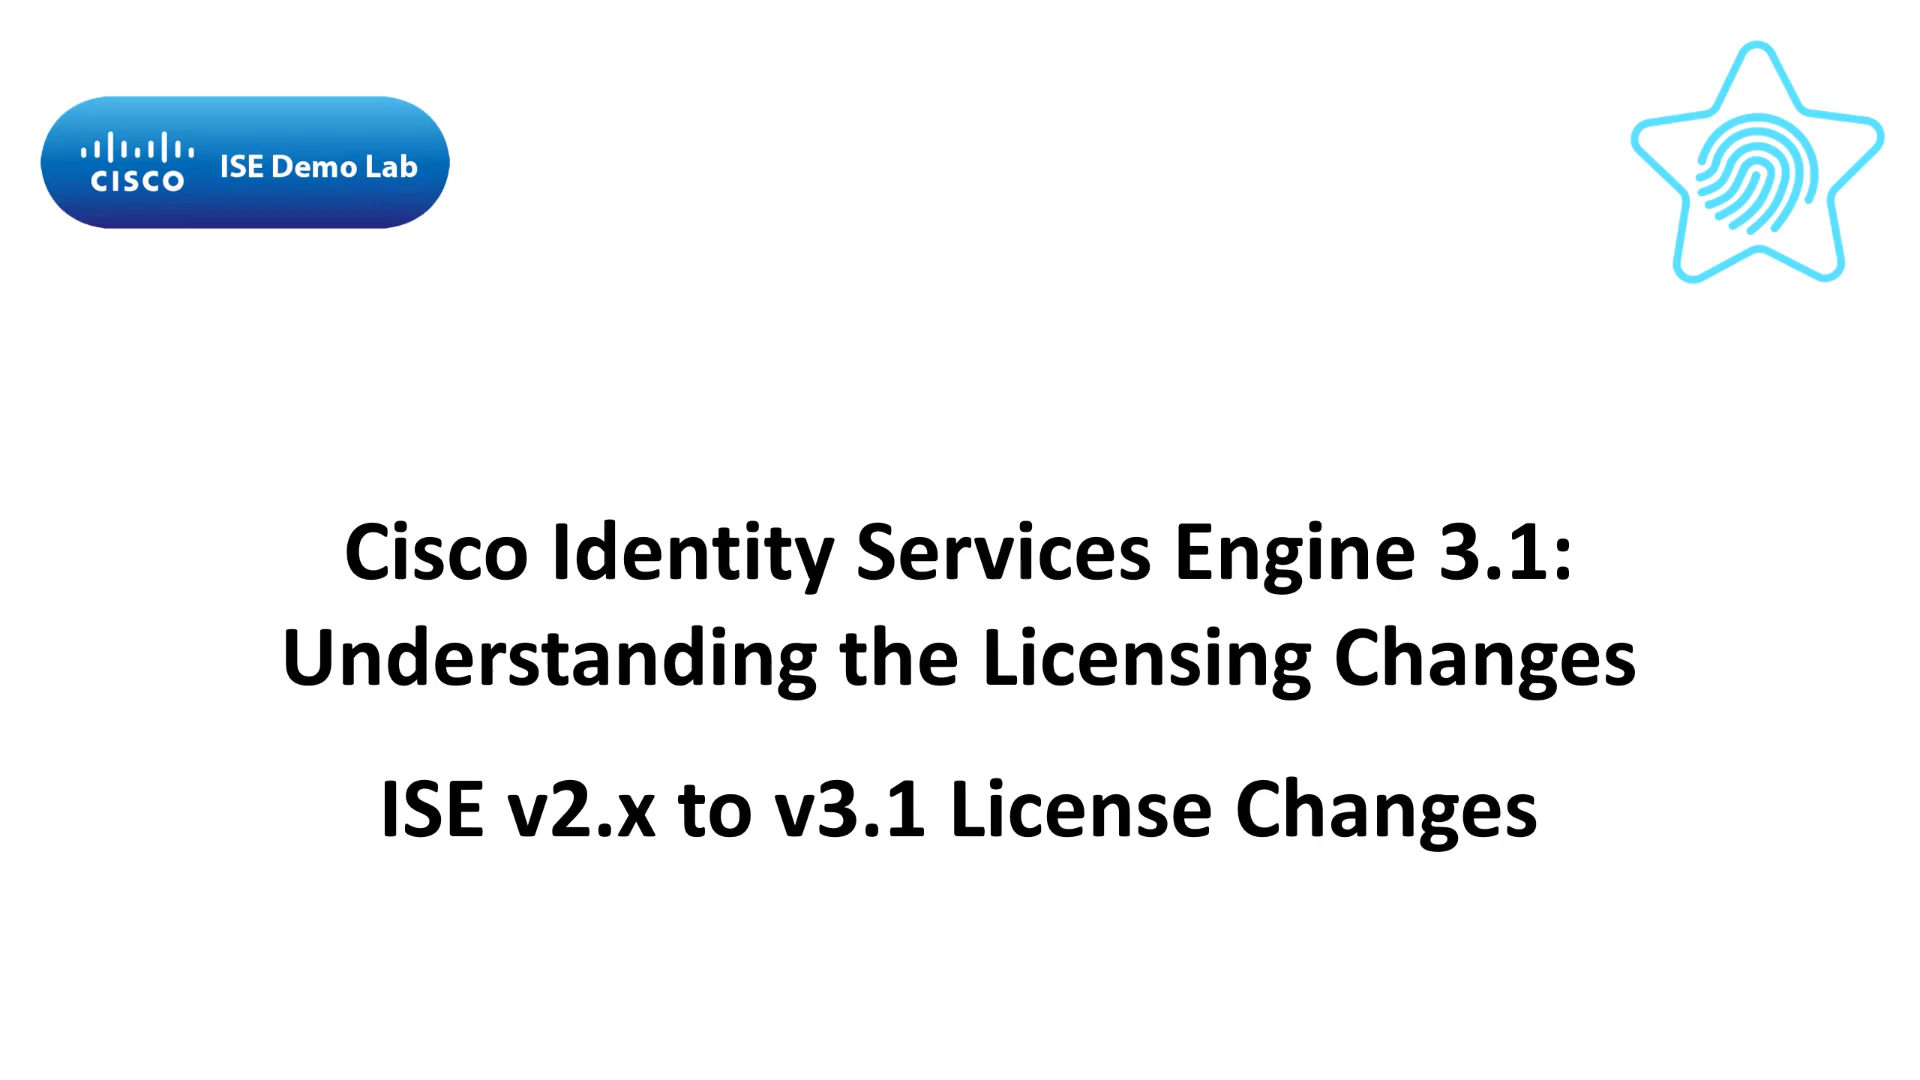 CISCO ISE Demo Lab
Cisco Identity Services Engine 3.1:
Understanding the Licensing Changes
ISE v2.x to v3.1 License Changes